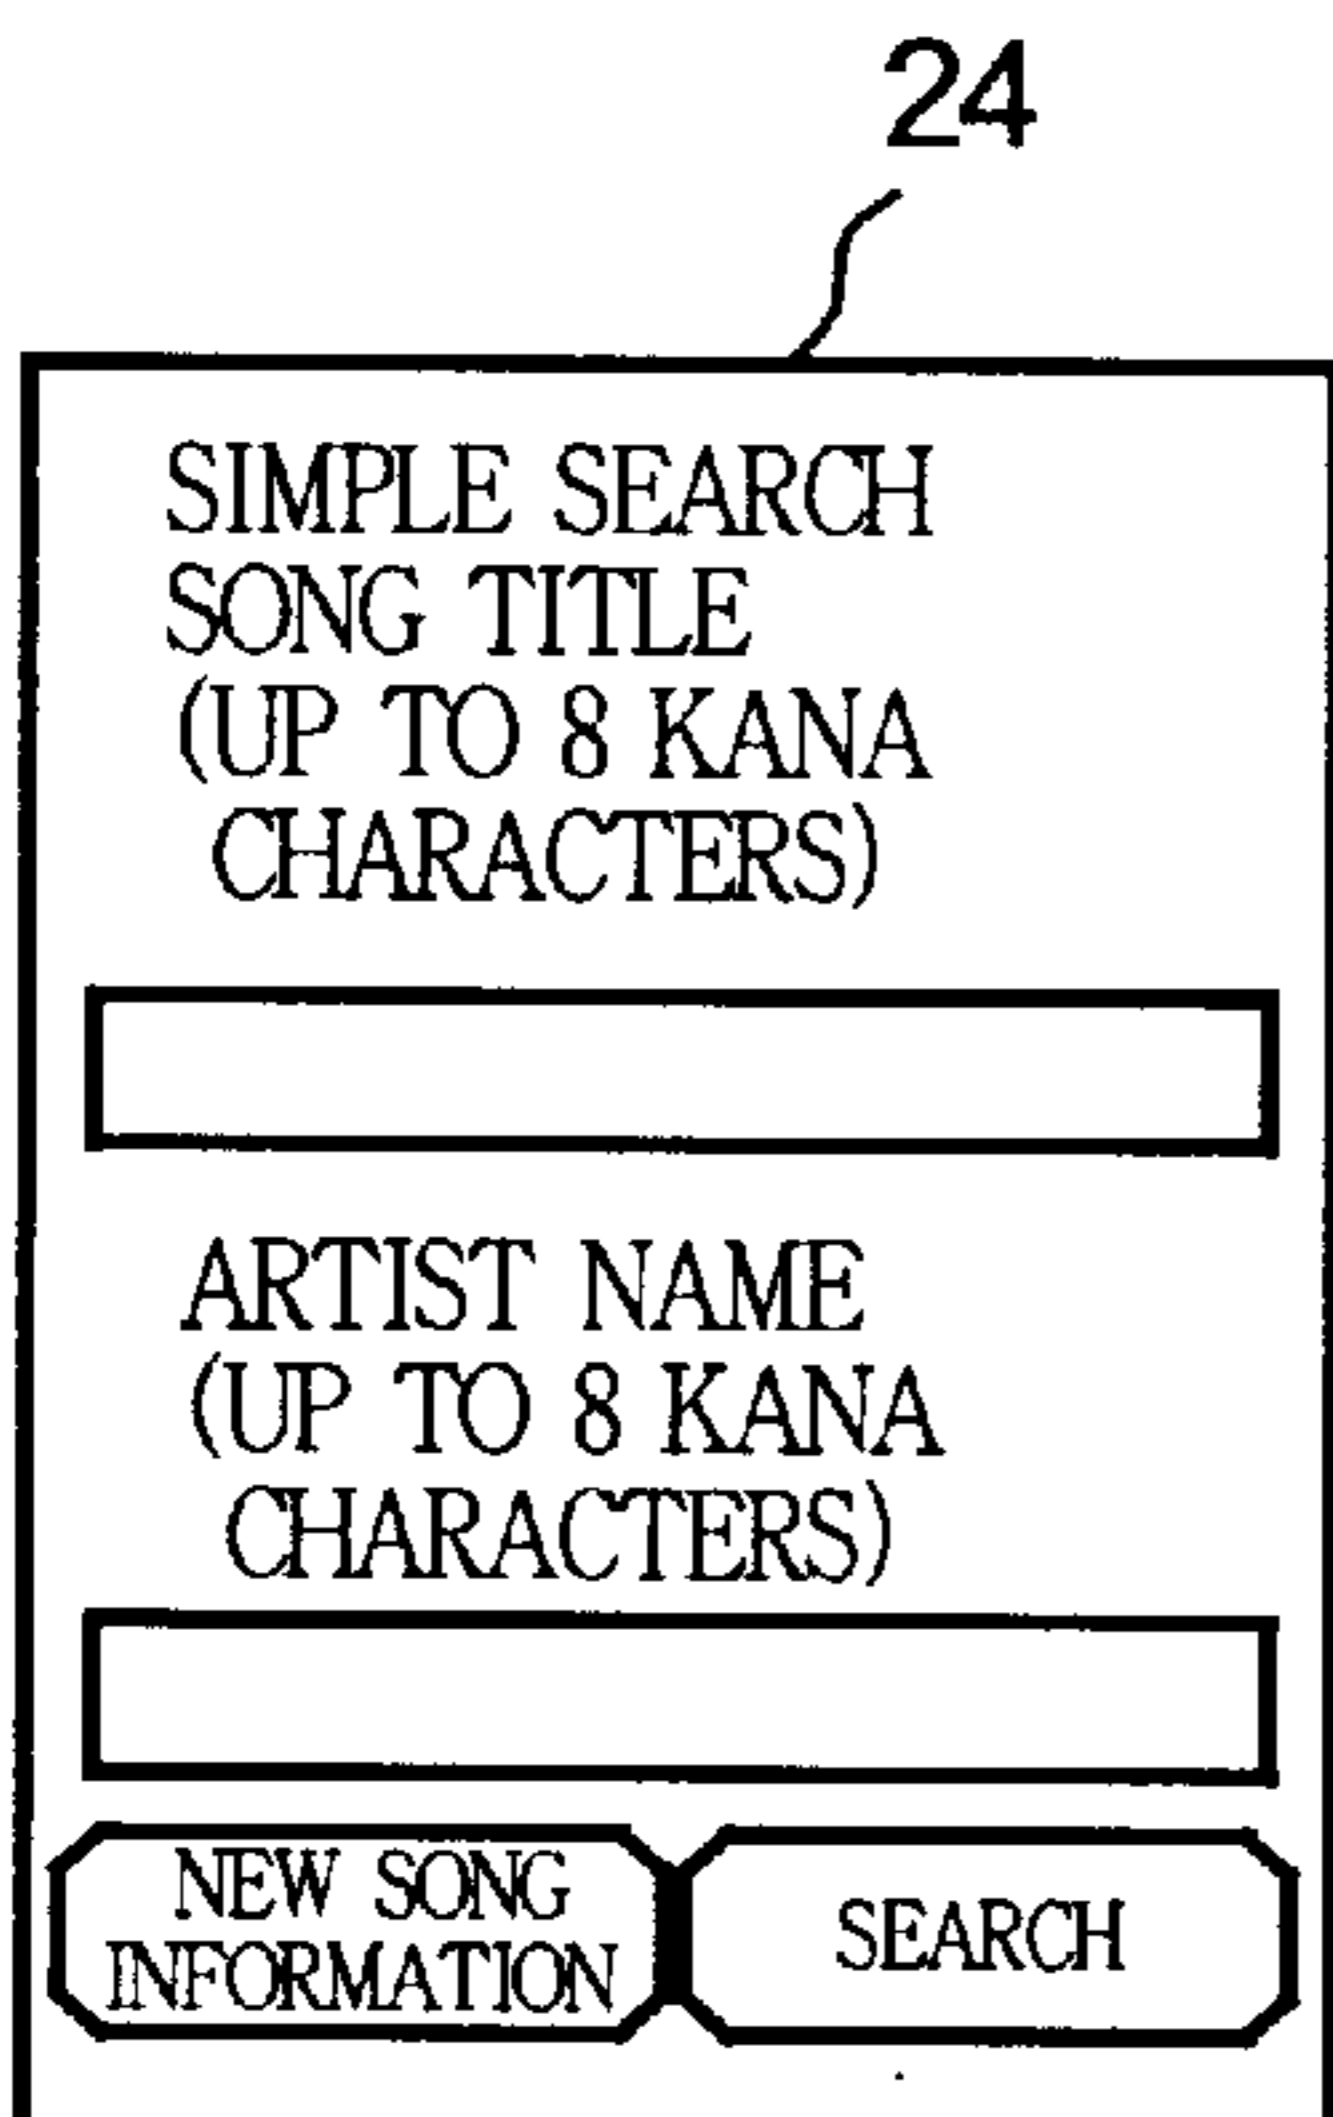 24
SIMPLE SEARCH
SONG TITLE
(UP TO 8 KANA
CHARACTERS)
ARTIST NAME
(UP TO 8 KANA
CHARACTERS)
NEW SONG
INFORMATION
SEARCH